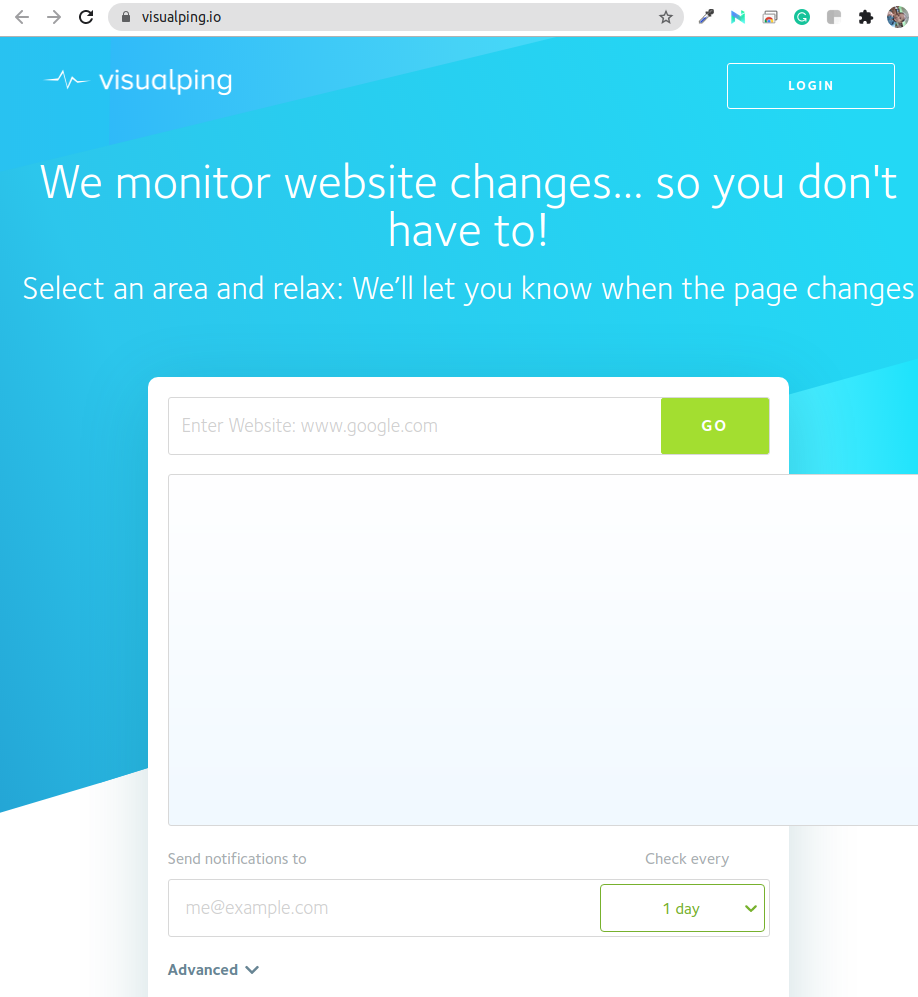 visualping.io
visualping
LOGIN
We monitor website changes... so you don't
have to!
Select an area and relax: We’ll let you know when the page changes
Enter Website: www.google.com
GO
Send notifications to
Check every
me@example.com
1 day
Advanced